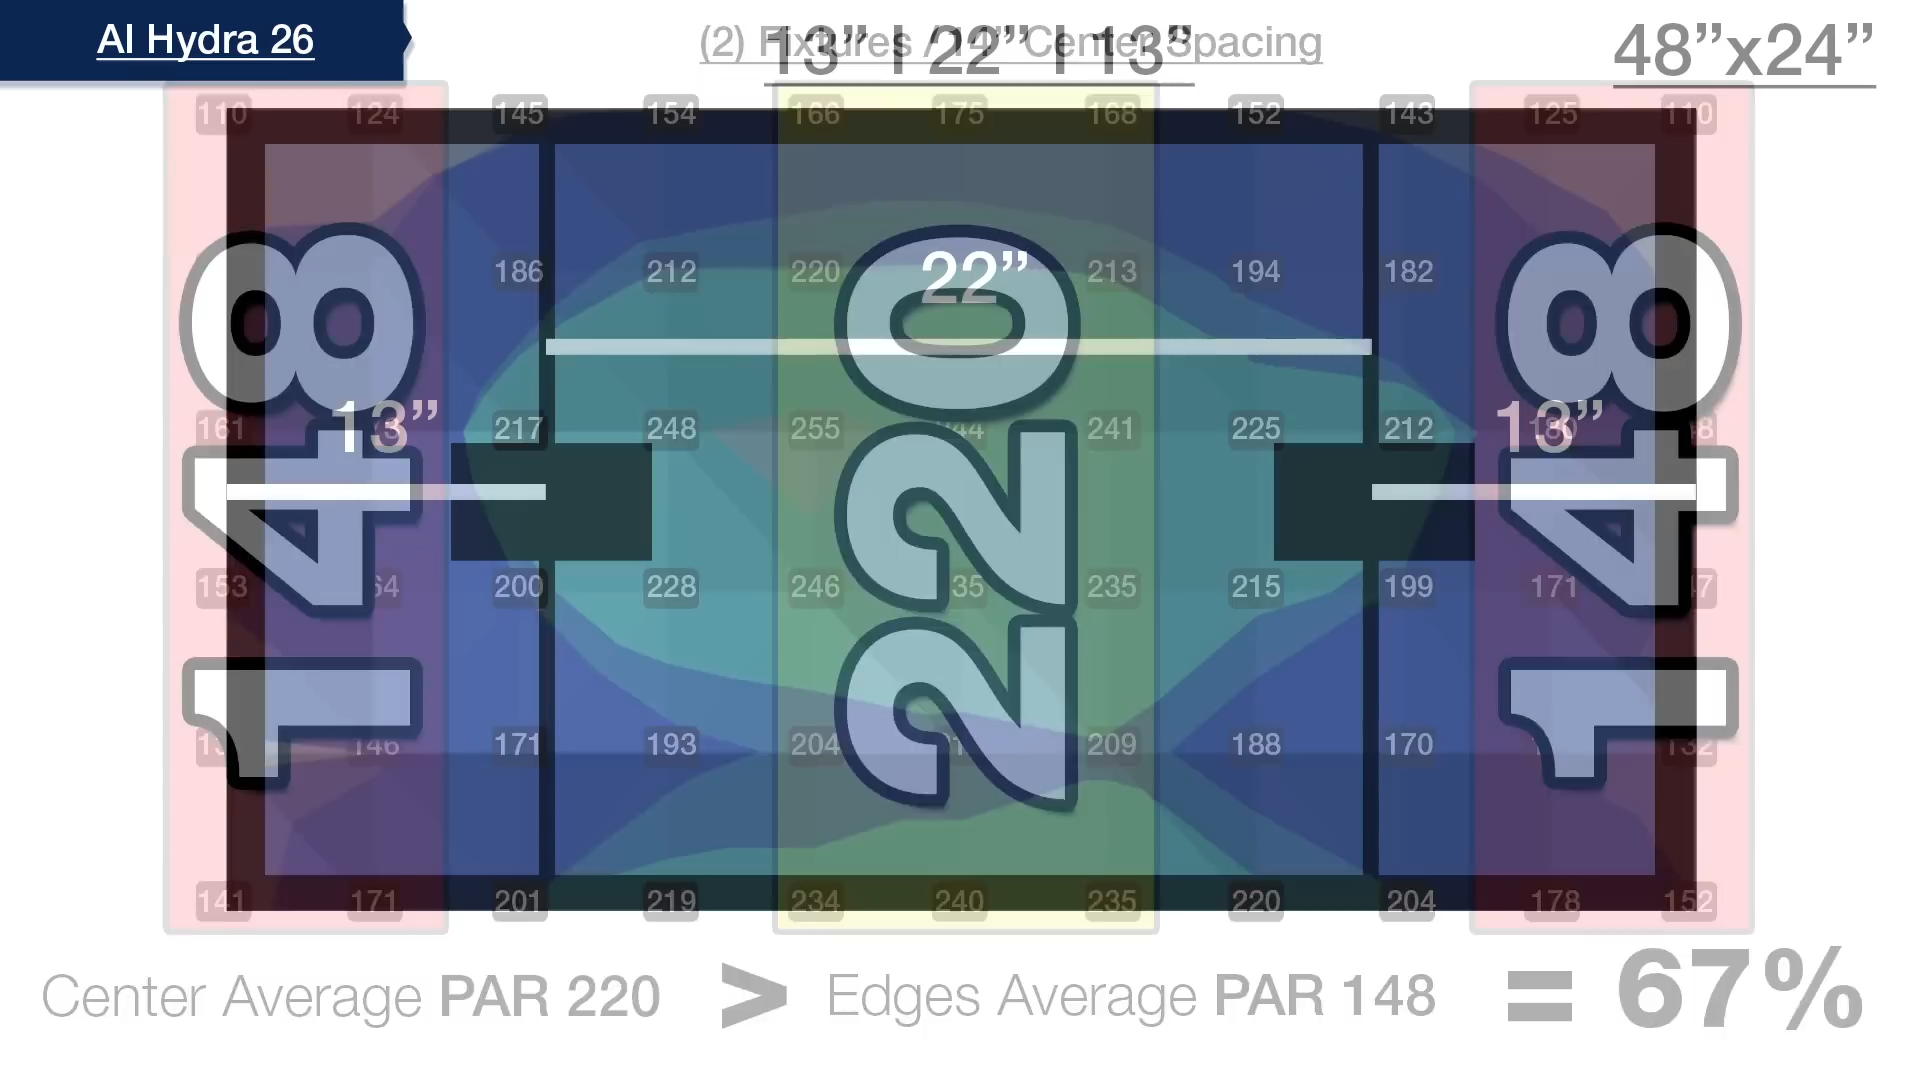 AI Hydra 26
(2) Fixtures / 14” Center Spacing
13” | 22” | 13”
48”x24”
110 124 145 154 166 175 168 152 143 125 110
186 212 220 213 194 182
22”
13” 13”
161 217 248 255 241 225 212
153 200 228 246 235 215 199 171
146 171 193 204 209 188 170 132
141 171 201 219 234 240 235 220 204 178 152
148 220 148
Center Average PAR 220 > Edges Average PAR 148 = 67%